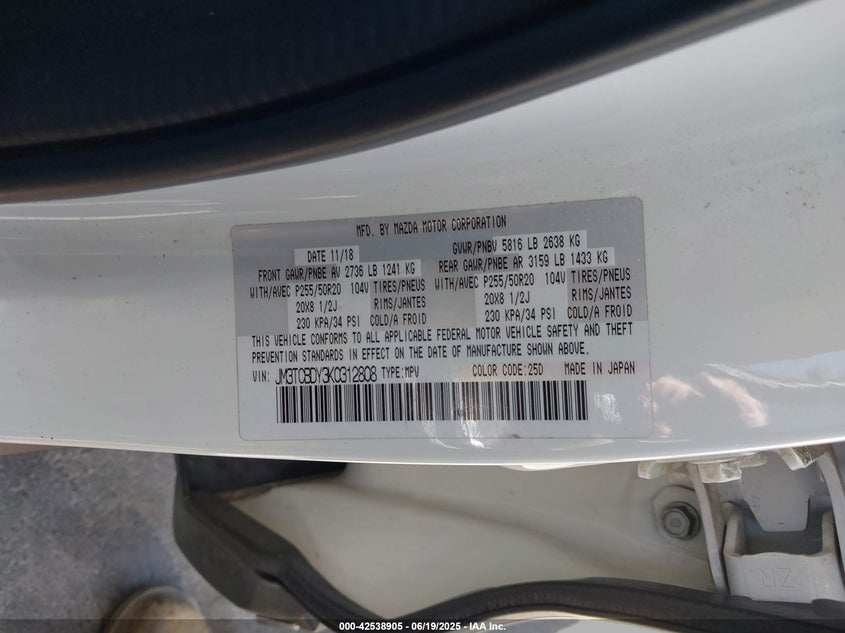 MFD. BY MAZDA MOTOR CORPORATION
DATE 11/18 GVWR/PNBV 5816 LB 2638 KG
FRONT GAWR/PNBE AV 2736 LB 1241 KG REAR GAWR/PNBE AR 3159 LB 1433 KG
WITH/AVEC P255/50R20 104V TIRES/PNEUS WITH/AVEC P255/50R20 104V TIRES/PNEUS
20X8 1/2J RIMS/JANTES 20X8 1/2J RIMS/JANTES
230 KPA/34 PSI COLD/A FROID 230 KPA/34 PSI COLD/A FROID
THIS VEHICLE CONFORMS TO ALL APPLICABLE FEDERAL MOTOR VEHICLE SAFETY AND THEFT
PREVENTION STANDARDS IN EFFECT ON THE DATE OF MANUFACTURE SHOWN ABOVE.
VIN: JM3TCBDY3K0312808 TYPE:MPV COLOR CODE:25D MADE IN JAPAN
ZR
000-42538905 - 06/19/2025 - IAA Inc.